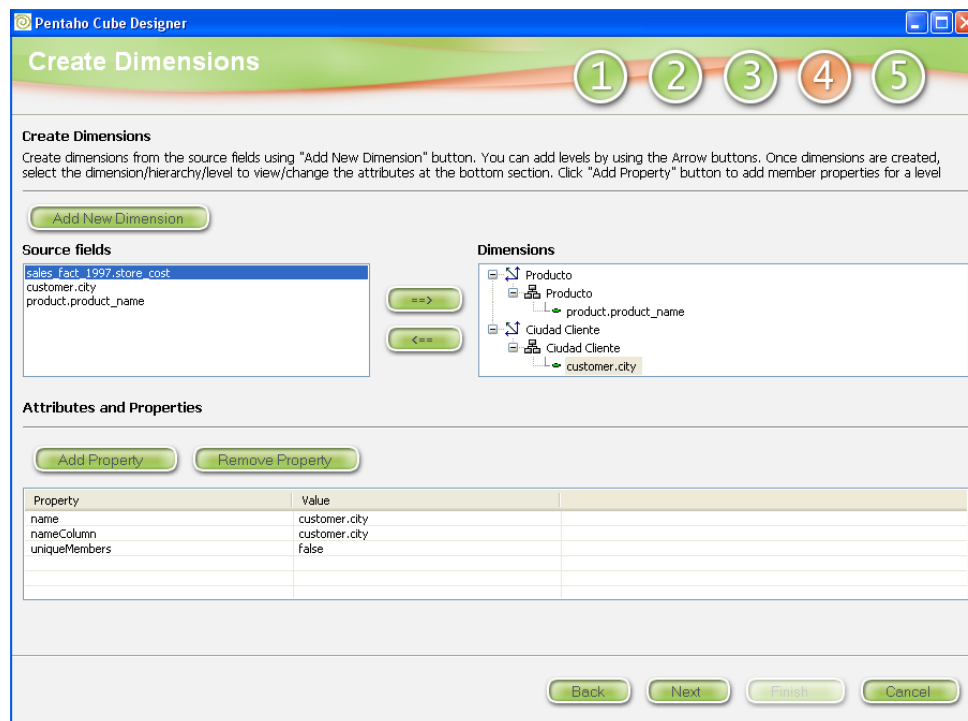 Pentaho Cube Designer
Create Dimensions
1 2 3 4 5
Create Dimensions
Create dimensions from the source fields using "Add New Dimension" button. You can add levels by using the Arrow buttons. Once dimensions are created,
select the dimension/hierarchy/level to view/change the attributes at the bottom section. Click "Add Property" button to add member properties for a level
Add New Dimension
Source fields
Dimensions
sales_fact_1997.store_cost
customer.city
product.product_name
==>
<==
Producto
Producto
product.product_name
Ciudad Cliente
Ciudad Cliente
customer.city
Attributes and Properties
Add Property
Remove Property
Property Value
name customer.city
nameColumn customer.city
uniqueMembers false
Back Next Finish Cancel